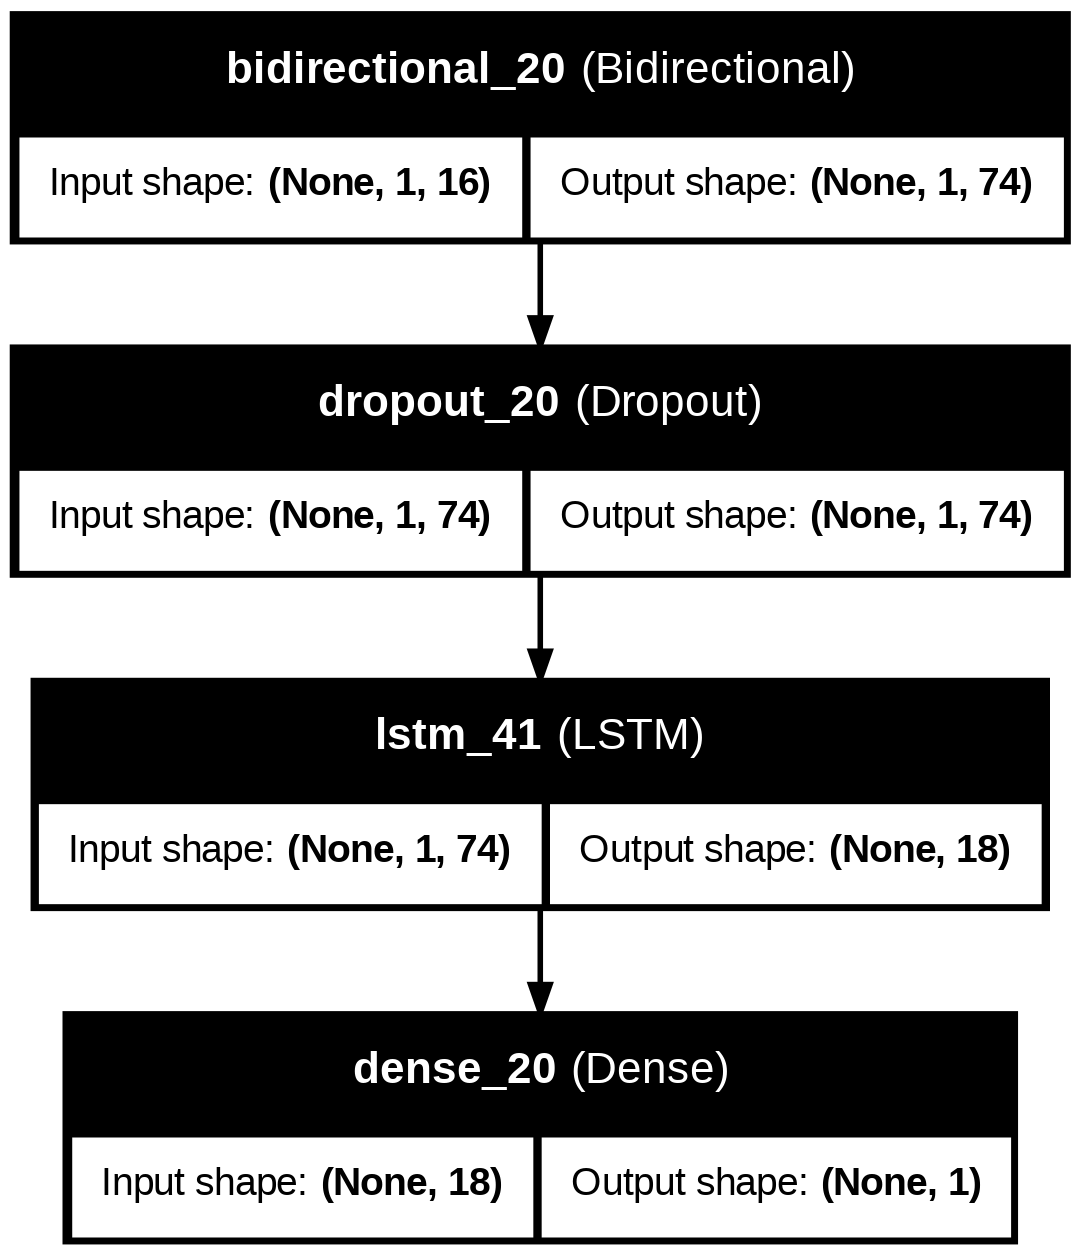 bidirectional_20 (Bidirectional)
Input shape: (None, 1, 16) Output shape: (None, 1, 74)
dropout_20 (Dropout)
Input shape: (None, 1, 74) Output shape: (None, 1, 74)
lstm_41 (LSTM)
Input shape: (None, 1, 74) Output shape: (None, 18)
dense_20 (Dense)
Input shape: (None, 18) Output shape: (None, 1)